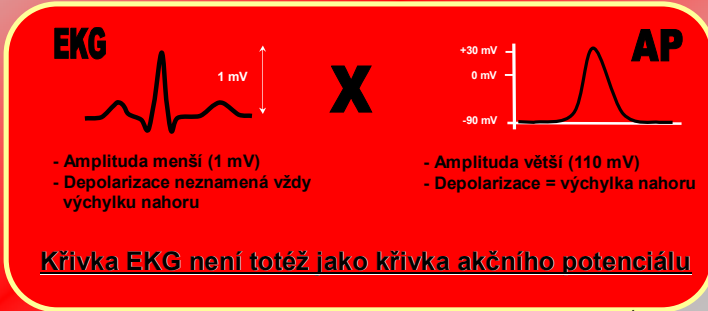 EKG
1 mV
X
AP
+30 mV
0 mV
-90 mV
- Amplituda menší (1 mV)
- Depolarizace neznamená vždy
výchylku nahoru
- Amplituda větší (110 mV)
- Depolarizace = výchylka nahoru
Křivka EKG není totéž jako křivka akčního potenciálu